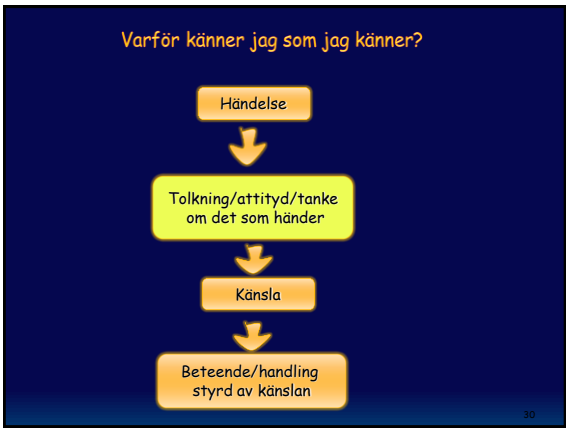 Varför känner jag som jag känner?
Händelse
Tolkning/attityd/tanke
om det som händer
Känsla
Beteende/handling
styrd av känslan
30